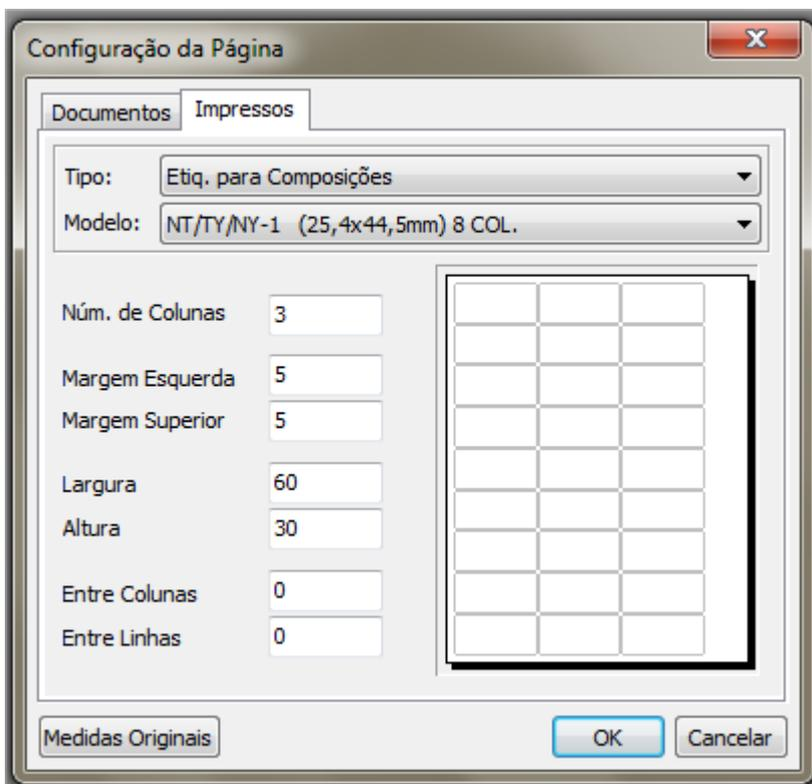 Configuração da Página
Documentos Impressos
Tipo: Etiq. para Composições
Modelo: NT/TY/NY-1 (25,4x44,5mm) 8 COL.
Núm. de Colunas 3
Margem Esquerda 5
Margem Superior 5
Largura 60
Altura 30
Entre Colunas 0
Entre Linhas 0
Medidas Originais OK Cancelar